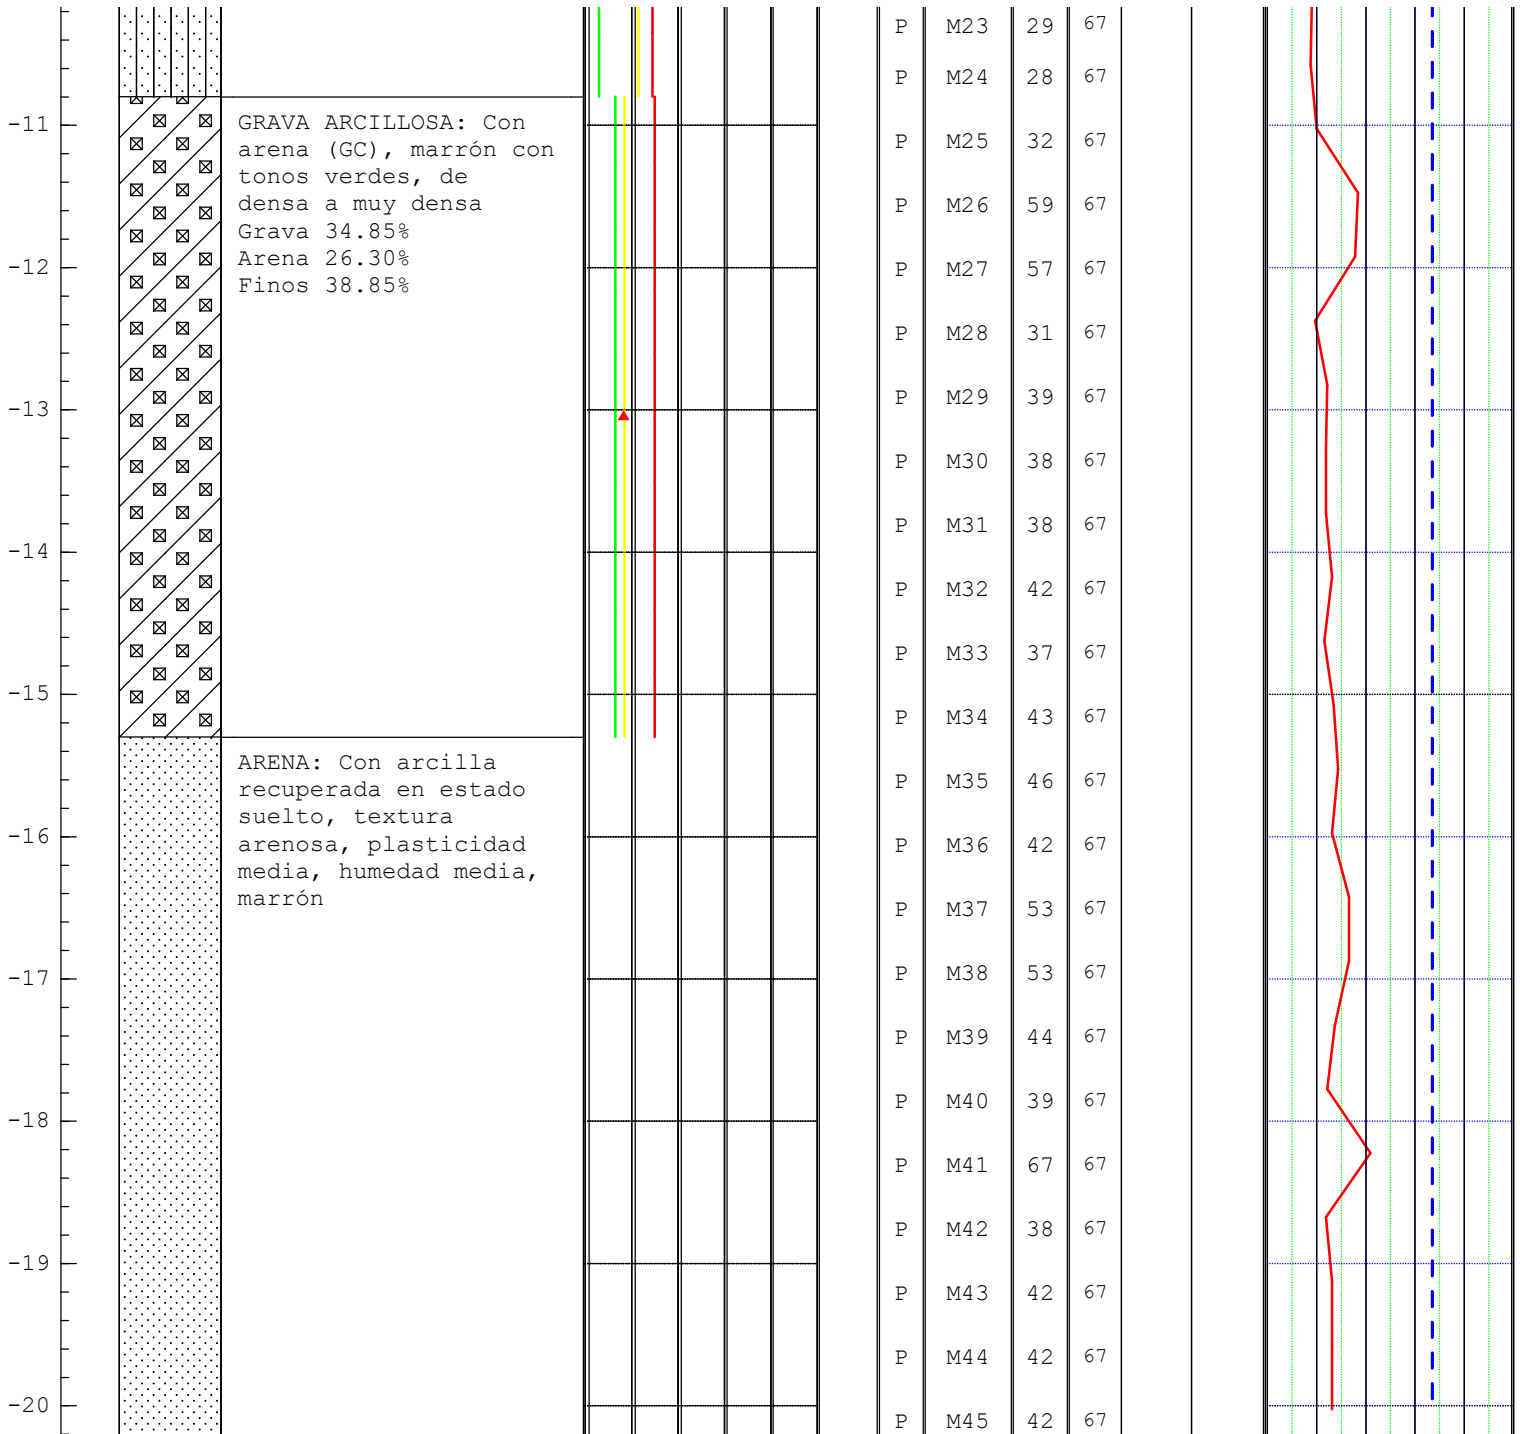 P M23 29 67
P M24 28 67
-11
GRAVA ARCILLOSA: Con
arena (GC), marrón con
tonos verdes, de
densa a muy densa
Grava 34.85%
Arena 26.30%
Finos 38.85%
P M25 32 67
P M26 59 67
-12
P M27 57 67
P M28 31 67
P M29 39 67
-13
P M30 38 67
P M31 38 67
-14
P M32 42 67
P M33 37 67
-15
P M34 43 67
ARENA: Con arcilla
recuperada en estado
suelto, textura
arenosa, plasticidad
media, humedad media,
marrón
P M35 46 67
-16
P M36 42 67
P M37 53 67
-17
P M38 53 67
P M39 44 67
P M40 39 67
-18
P M41 67 67
P M42 38 67
-19
P M43 42 67
P M44 42 67
-20
P M45 42 67